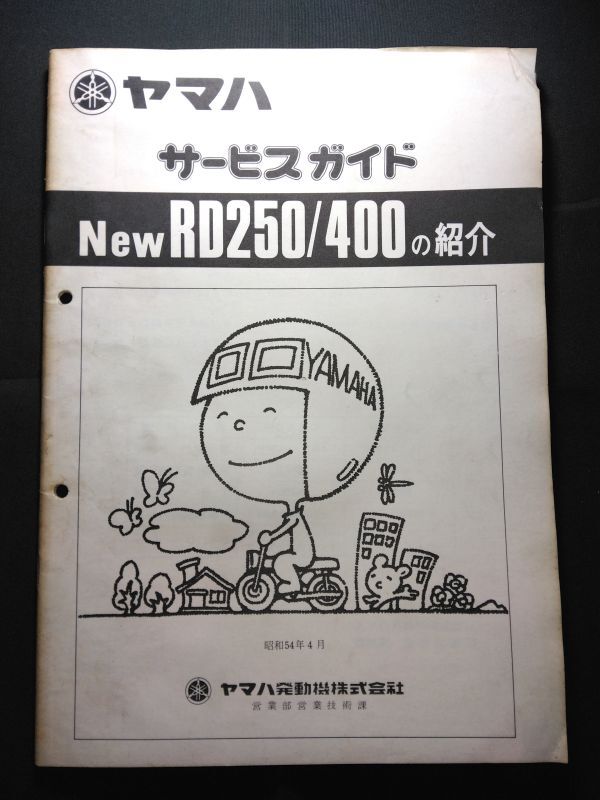 ヤマハ
サービスガイド
New RD250/400の紹介
YAMAHA
昭和54年4月
ヤマハ発動機株式会社
営業部営業技術課